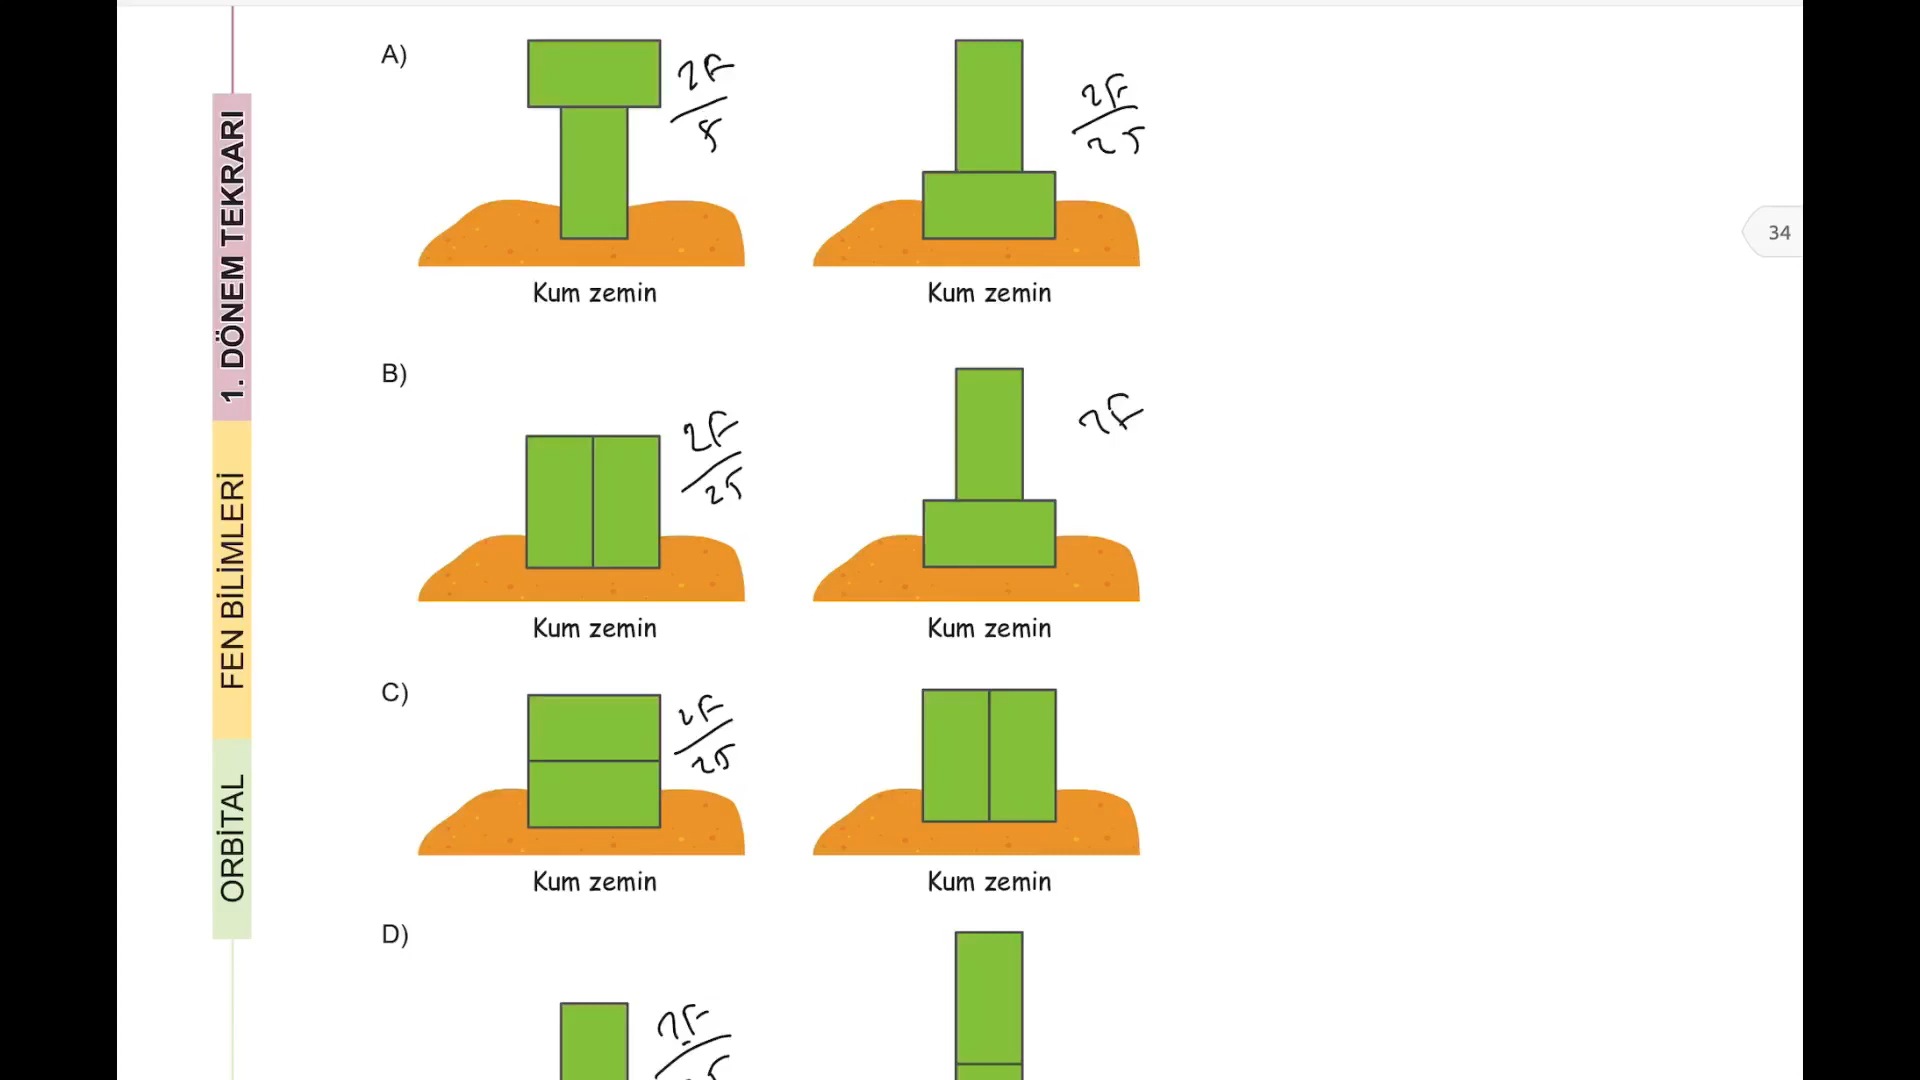 A)
2F
5
2F
2S
Kum zemin
Kum zemin
B)
2F
2S
2F
Kum zemin
Kum zemin
C)
2F
2S
Kum zemin
Kum zemin
D)
2F
1. DÖNEM TEKRARI
FEN BİLİMLERİ
ORBİTAL
34